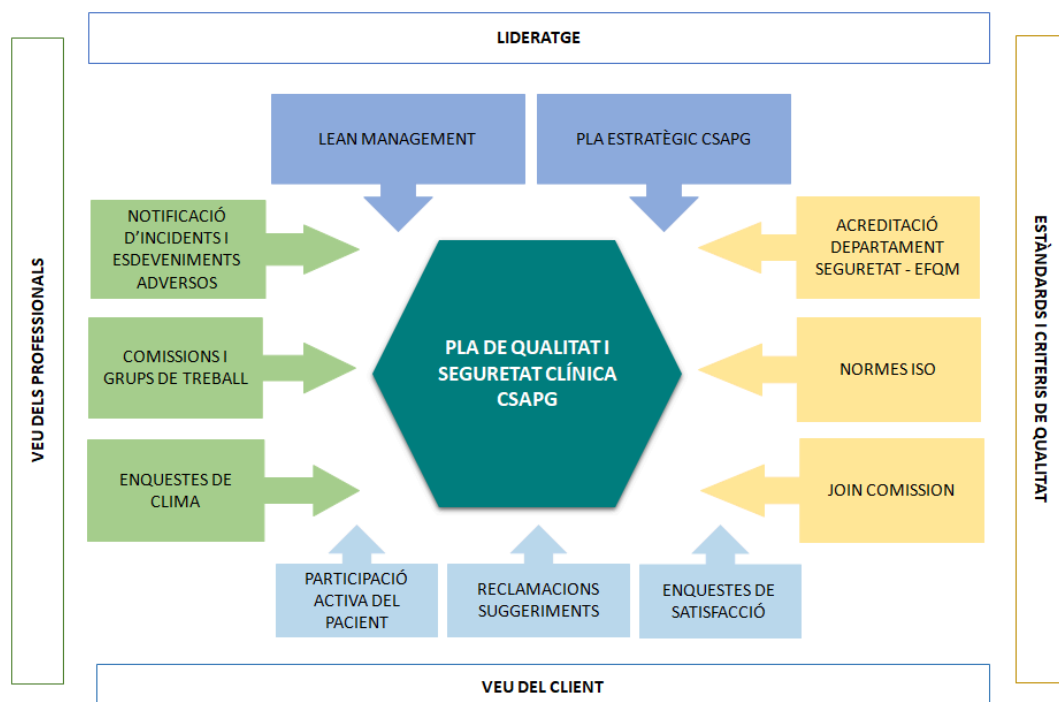 LIDERATGE
LEAN MANAGEMENT
PLA ESTRATÈGIC CSAPG
VEU DELS PROFESSIONALS
NOTIFICACIÓ
D'INCIDENTS I
ESDEVENIMENTS
ADVERSOS
COMISSIONS I
GRUPS DE TREBALL
ENQUESTES DE
CLIMA
PLA DE QUALITAT I
SEGURETAT CLÍNICA
CSAPG
ACREDITACIÓ
DEPARTAMENT
SEGURETAT - EFQM
NORMES ISO
JOIN COMISSION
ESTÀNDARDS I CRITERIS DE QUALITAT
PARTICIPACIÓ
ACTIVA DEL
PACIENT
RECLAMACIONS
SUGGERIMENTS
ENQUESTES DE
SATISFACCIÓ
VEU DEL CLIENT